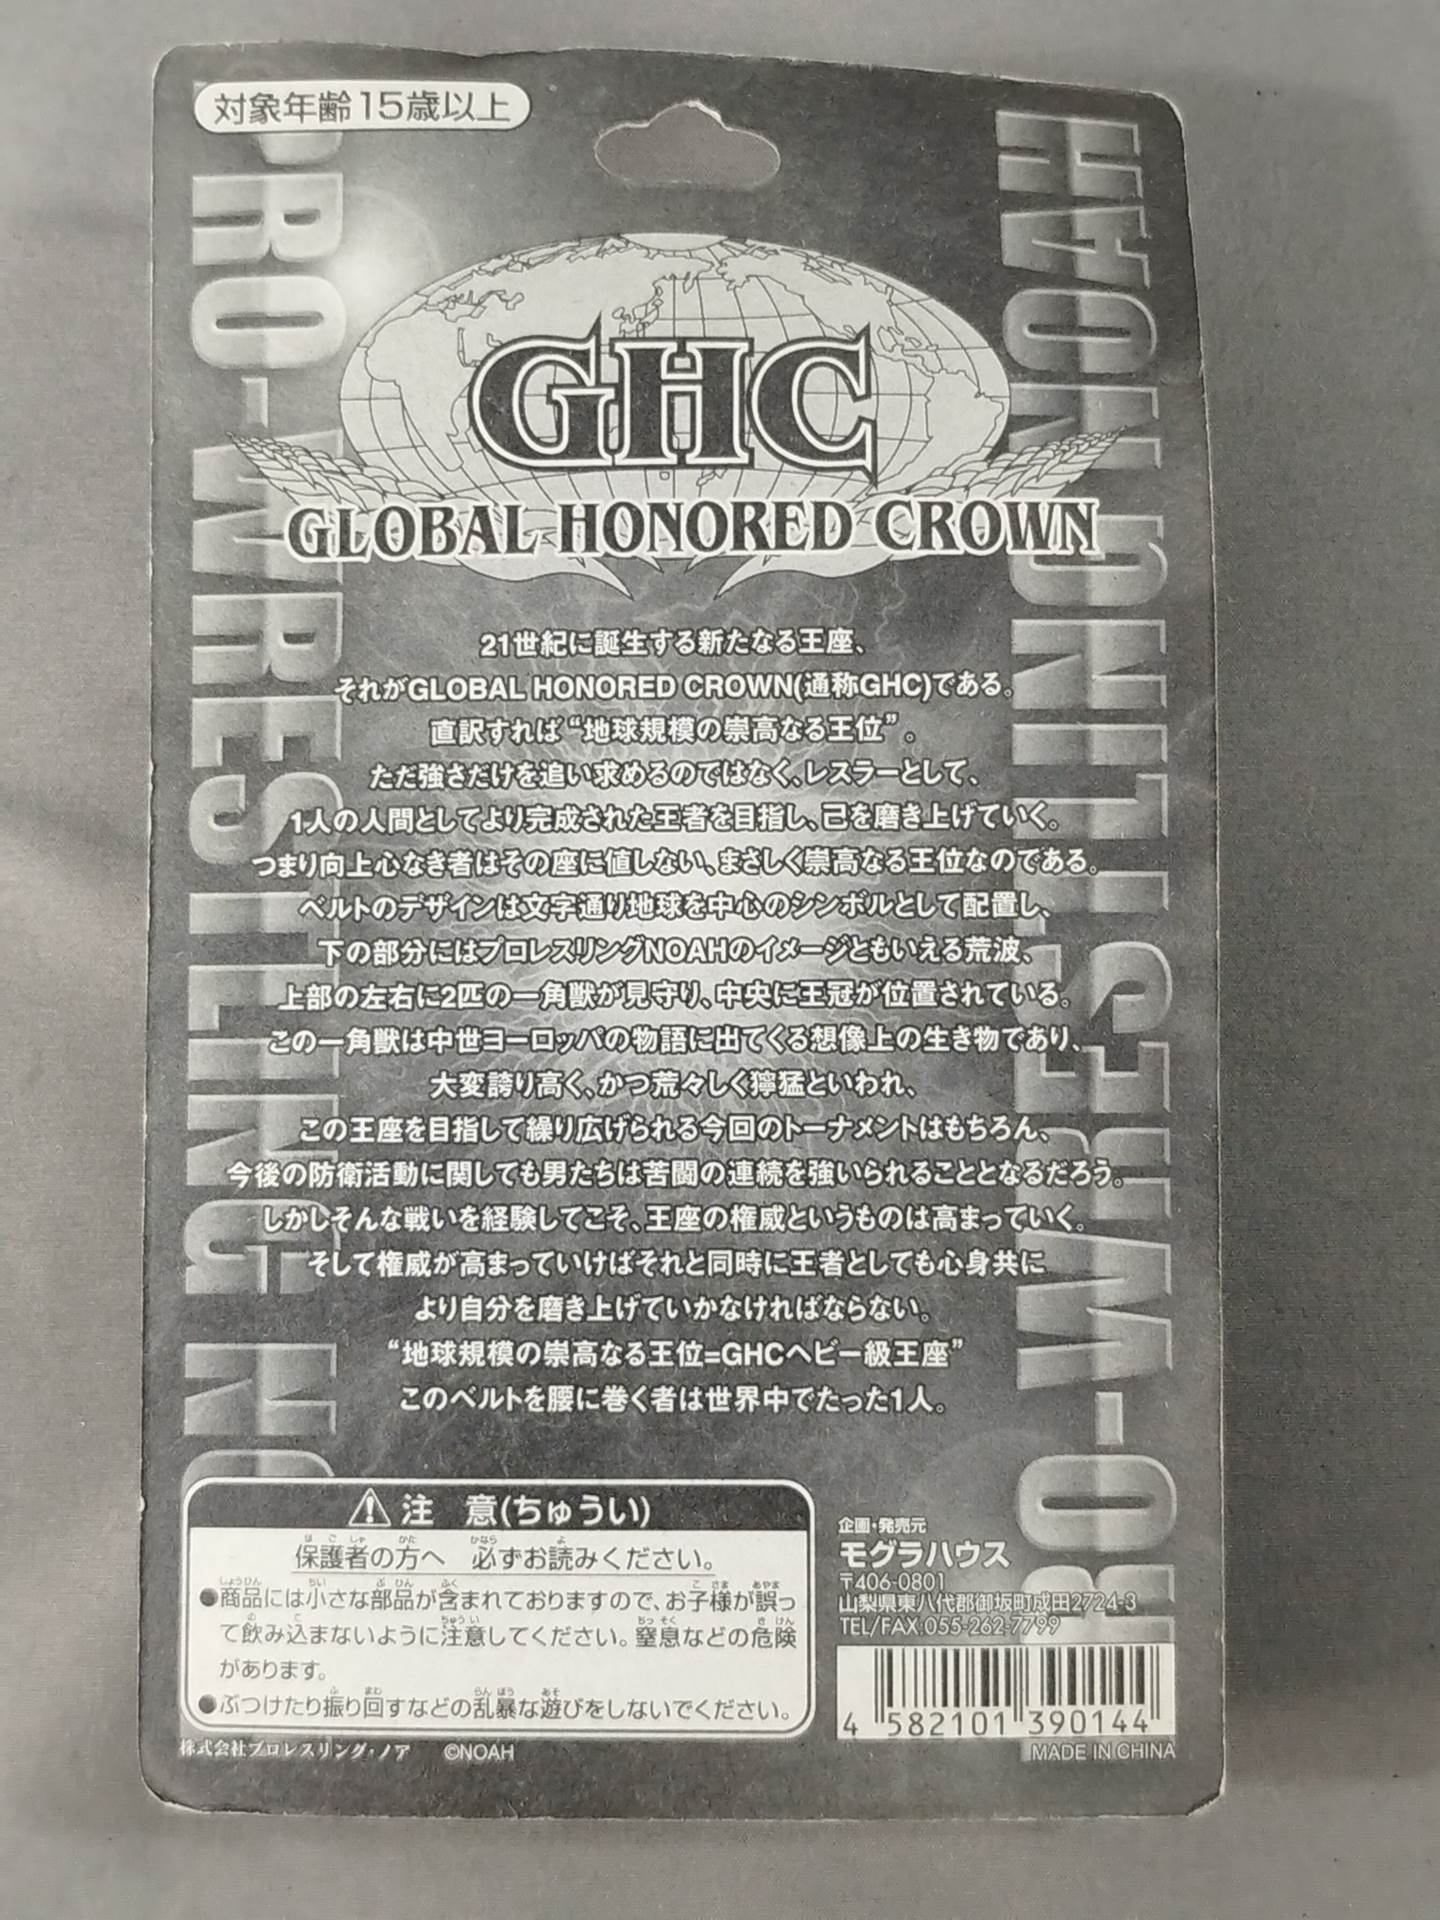 対象年齢15歳以上
PRO-WRESTLING NO
PRO-WRESTLING NOAH
GHC
GLOBAL HONORED CROWN
21世紀に誕生する新たなる王座、
それがGLOBAL HONORED CROWN(通称GHC)である。
直訳すれば“地球規模の崇高なる王位”。
ただ強さだけを追い求めるのではなく、レスラーとして、
1人の人間としてより完成された王者を目指し、己を磨き上げていく。
つまり向上心なき者はその座に値しない、まさしく崇高なる王位なのである。
ベルトのデザインは文字通り地球を中心のシンボルとして配置し、
下の部分にはプロレスリングNOAHのイメージともいえる荒波、
上部の左右に2匹の一角獣が見守り、中央に王冠が位置されている。
この一角獣は中世ヨーロッパの物語に出てくる想像上の生き物であり、
大変誇り高く、かつ荒々しく獰猛といわれ、
この王座を目指して繰り広げられる今回のトーナメントはもちろん、
今後の防衛活動に関しても男たちは苦闘の連続を強いられることとなるだろう。
しかしそんな戦いを経験してこそ、王座の権威というものは高まっていく。
そして権威が高まっていけばそれと同時に王者としても心身共に
より自分を磨き上げていかなければならない。
“地球規模の崇高なる王位=GHCヘビー級王座”
このベルトを腰に巻く者は世界中でたった1人。
注 意(ちゅうい)
保護者の方へ 必ずお読みください。
●商品には小さな部品が含まれておりますので、お子様が誤っ
て飲み込まないように注意してください。窒息などの危険
があります。
●ぶつけたり振り回すなどの乱暴な遊びをしないでください。
株式会社プロレスリング・ノア ©NOAH
企画・発売元
モグラハウス
〒406-0801
山梨県東八代郡御坂町成田2724-3
TEL/FAX.055-262-7799
4 582101 390144
MADE IN CHINA